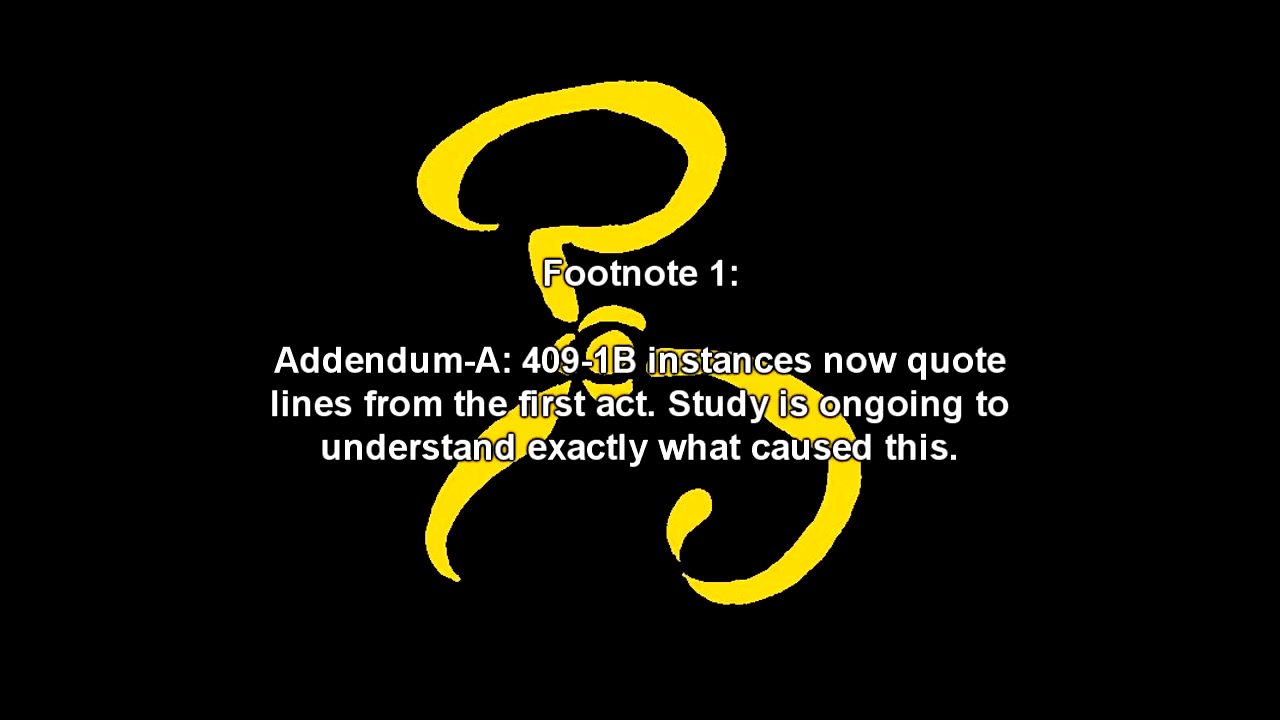 Footnote 1:
Addendum-A: 409-1B instances now quote
lines from the first act. Study is ongoing to
understand exactly what caused this.